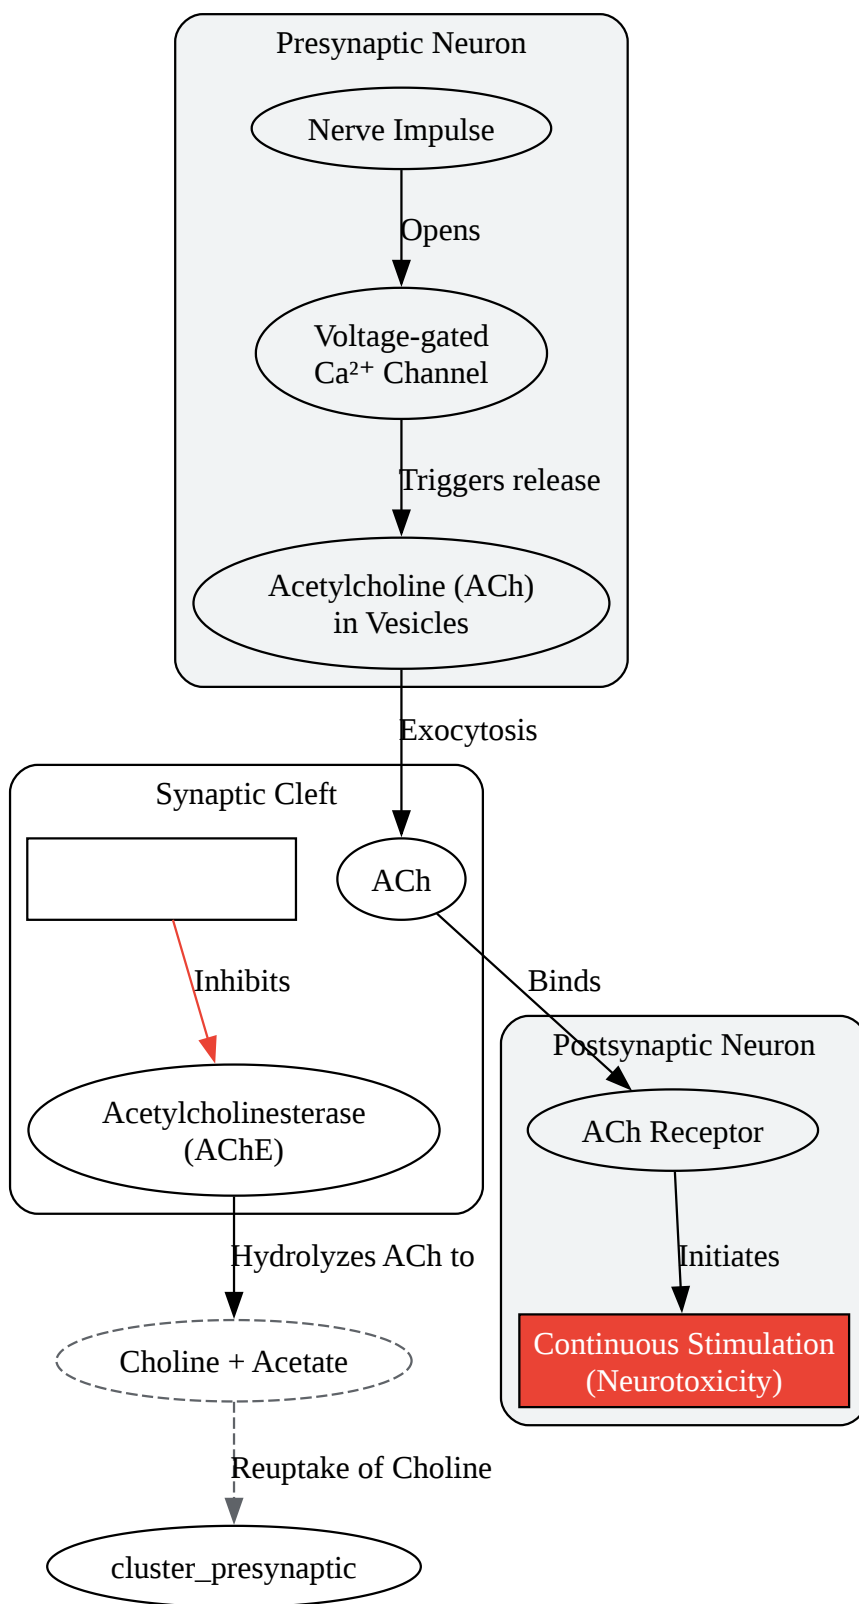 Presynaptic Neuron
Nerve Impulse
Opens
Voltage-gated
Ca²⁺ Channel
Triggers release
Acetylcholine (ACh)
in Vesicles
Exocytosis
Synaptic Cleft
ACh
Inhibits
Binds
Postsynaptic Neuron
Acetylcholinesterase
(AChE)
ACh Receptor
Hydrolyzes ACh to
Initiates
Choline + Acetate
Continuous Stimulation
(Neurotoxicity)
Reuptake of Choline
cluster_presynaptic